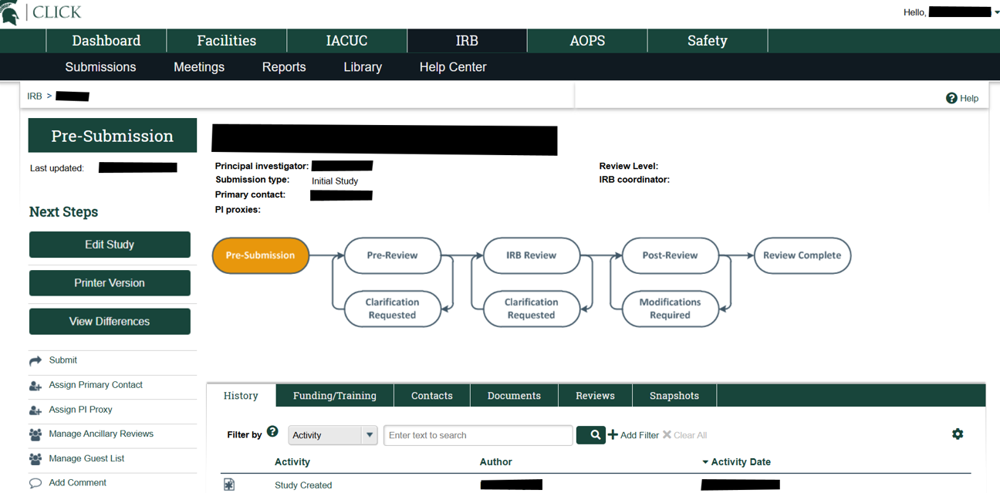 CLICK
Hello,
Dashboard Facilities IACUC IRB AOPS Safety
Submissions Meetings Reports Library Help Center
IRB >
Help
Pre-Submission
Last updated:
Next Steps
Edit Study
Printer Version
View Differences
Submit
Assign Primary Contact
Assign PI Proxy
Manage Ancillary Reviews
Manage Guest List
Add Comment
Principal investigator:
Submission type: Initial Study
Primary contact:
PI proxies:
Review Level:
IRB coordinator:
Pre-Submission
Pre-Review
IRB Review
Post-Review
Review Complete
Clarification
Requested
Clarification
Requested
Modifications
Required
History Funding/Training Contacts Documents Reviews Snapshots
Filter by Activity Enter text to search Add Filter Clear All
Activity Author Activity Date
Study Created